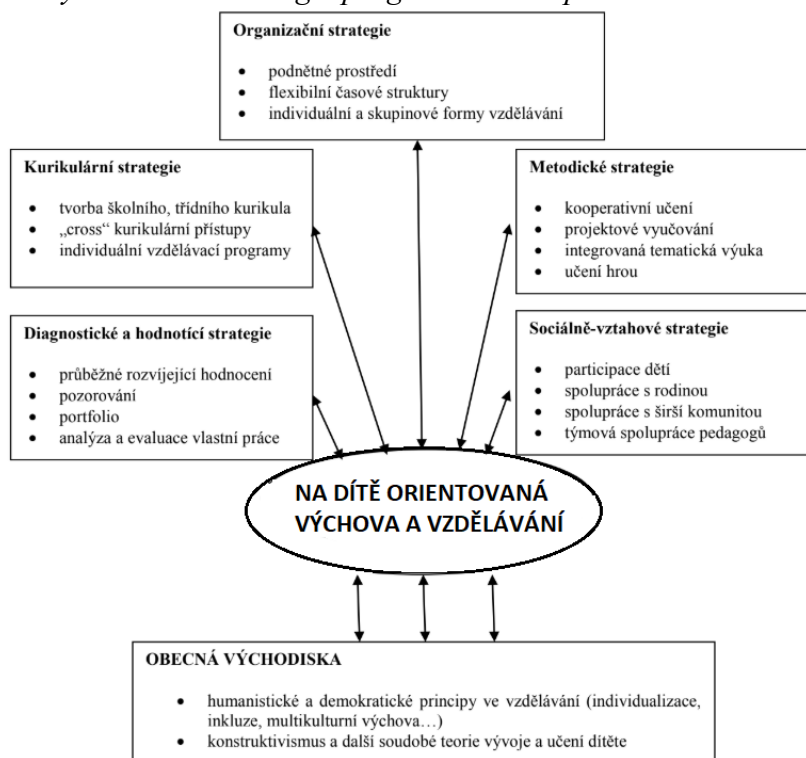 Organizační strategie
• podnětné prostředí
• flexibilní časové struktury
• individuální a skupinové formy vzdělávání
Kurikulární strategie
• tvorba školního, třídního kurikula
• „cross“ kurikulární přístupy
• individuální vzdělávací programy
Metodické strategie
• kooperativní učení
• projektové vyučování
• integrovaná tematická výuka
• učení hrou
Diagnostické a hodnotící strategie
• průběžné rozvíjející hodnocení
• pozorování
• portfolio
• analýza a evaluace vlastní práce
Sociálně-vztahové strategie
• participace dětí
• spolupráce s rodinou
• spolupráce s širší komunitou
• týmová spolupráce pedagogů
NA DÍTĚ ORIENTOVANÁ
VÝCHOVA A VZDĚLÁVÁNÍ
OBECNÁ VÝCHODISKA
• humanistické a demokratické principy ve vzdělávání (individualizace,
inkluze, multikulturní výchova…)
• konstruktivismus a další soudobé teorie vývoje a učení dítěte